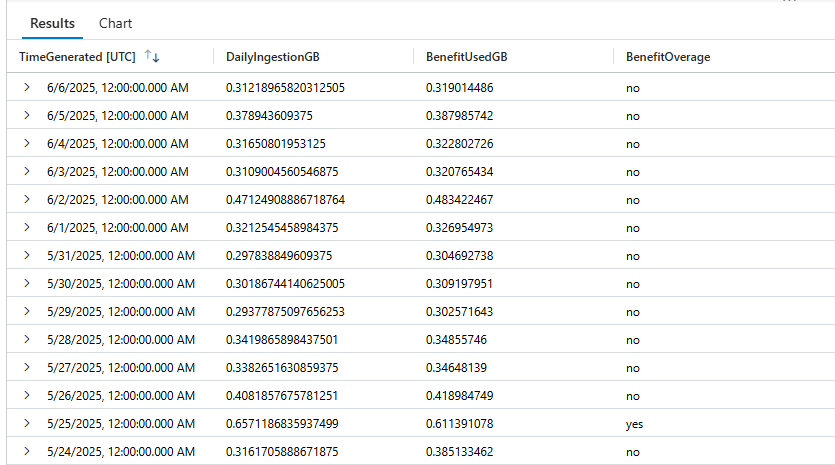 Results Chart
TimeGenerated [UTC] ↑↓ DailyIngestionGB BenefitUsedGB BenefitOverage
6/6/2025, 12:00:00.000 AM 0.31218965820312505 0.319014486 no
6/5/2025, 12:00:00.000 AM 0.378943609375 0.387985742 no
6/4/2025, 12:00:00.000 AM 0.31650801953125 0.322802726 no
6/3/2025, 12:00:00.000 AM 0.3109004560546875 0.320765434 no
6/2/2025, 12:00:00.000 AM 0.47124908886718764 0.483422467 no
6/1/2025, 12:00:00.000 AM 0.3212545458984375 0.326954973 no
5/31/2025, 12:00:00.000 AM 0.297838849609375 0.304692738 no
5/30/2025, 12:00:00.000 AM 0.30186744140625005 0.309197951 no
5/29/2025, 12:00:00.000 AM 0.29377875097656253 0.302571643 no
5/28/2025, 12:00:00.000 AM 0.3419865898437501 0.34855746 no
5/27/2025, 12:00:00.000 AM 0.3382651630859375 0.34648139 no
5/26/2025, 12:00:00.000 AM 0.4081857675781251 0.418984749 no
5/25/2025, 12:00:00.000 AM 0.6571186835937499 0.611391078 yes
5/24/2025, 12:00:00.000 AM 0.3161705888671875 0.385133462 no